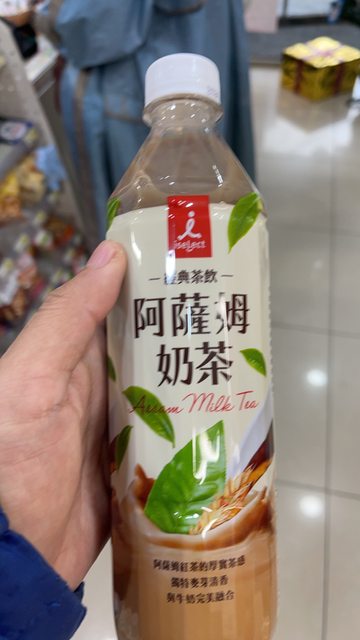 iseLect
經典茶飲
阿薩姆
奶茶
Assam Milk Tea
阿薩姆紅茶的厚實茶感
獨特麥芽清香
與牛奶完美融合